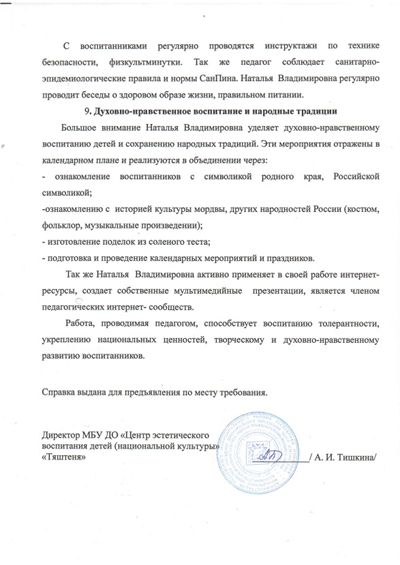 С воспитанниками регулярно проводятся инструктажи по технике
безопасности, физкультминутки. Так же педагог соблюдает санитарно-
эпидемиологические правила и нормы СанПина. Наталья Владимировна регулярно
проводит беседы о здоровом образе жизни, правильном питании.
9. Духовно-нравственное воспитание и народные традиции
Большое внимание Наталья Владимировна уделяет духовно-нравственному
воспитанию детей и сохранению народных традиций. Эти мероприятия отражены в
календарном плане и реализуются в объединении через:
- ознакомление воспитанников с символикой родного края, Российской
символикой;
-ознакомлению с историей культуры мордвы, других народностей России (костюм,
фольклор, музыкальные произведении);
- изготовление поделок из соленого теста;
- подготовка и проведение календарных мероприятий и праздников.
Так же Наталья Владимировна активно применяет в своей работе интернет-
ресурсы, создает собственные мультимедийные презентации, является членом
педагогических интернет- сообществ.
Работа, проводимая педагогом, способствует воспитанию толерантности,
укреплению национальных ценностей, творческому и духовно-нравственному
развитию воспитанников.
Справка выдана для предъявления по месту требования.
Директор МБУ ДО «Центр эстетического
воспитания детей (национальной культуры»
«Тяштеня» / А. И. Тишкина/